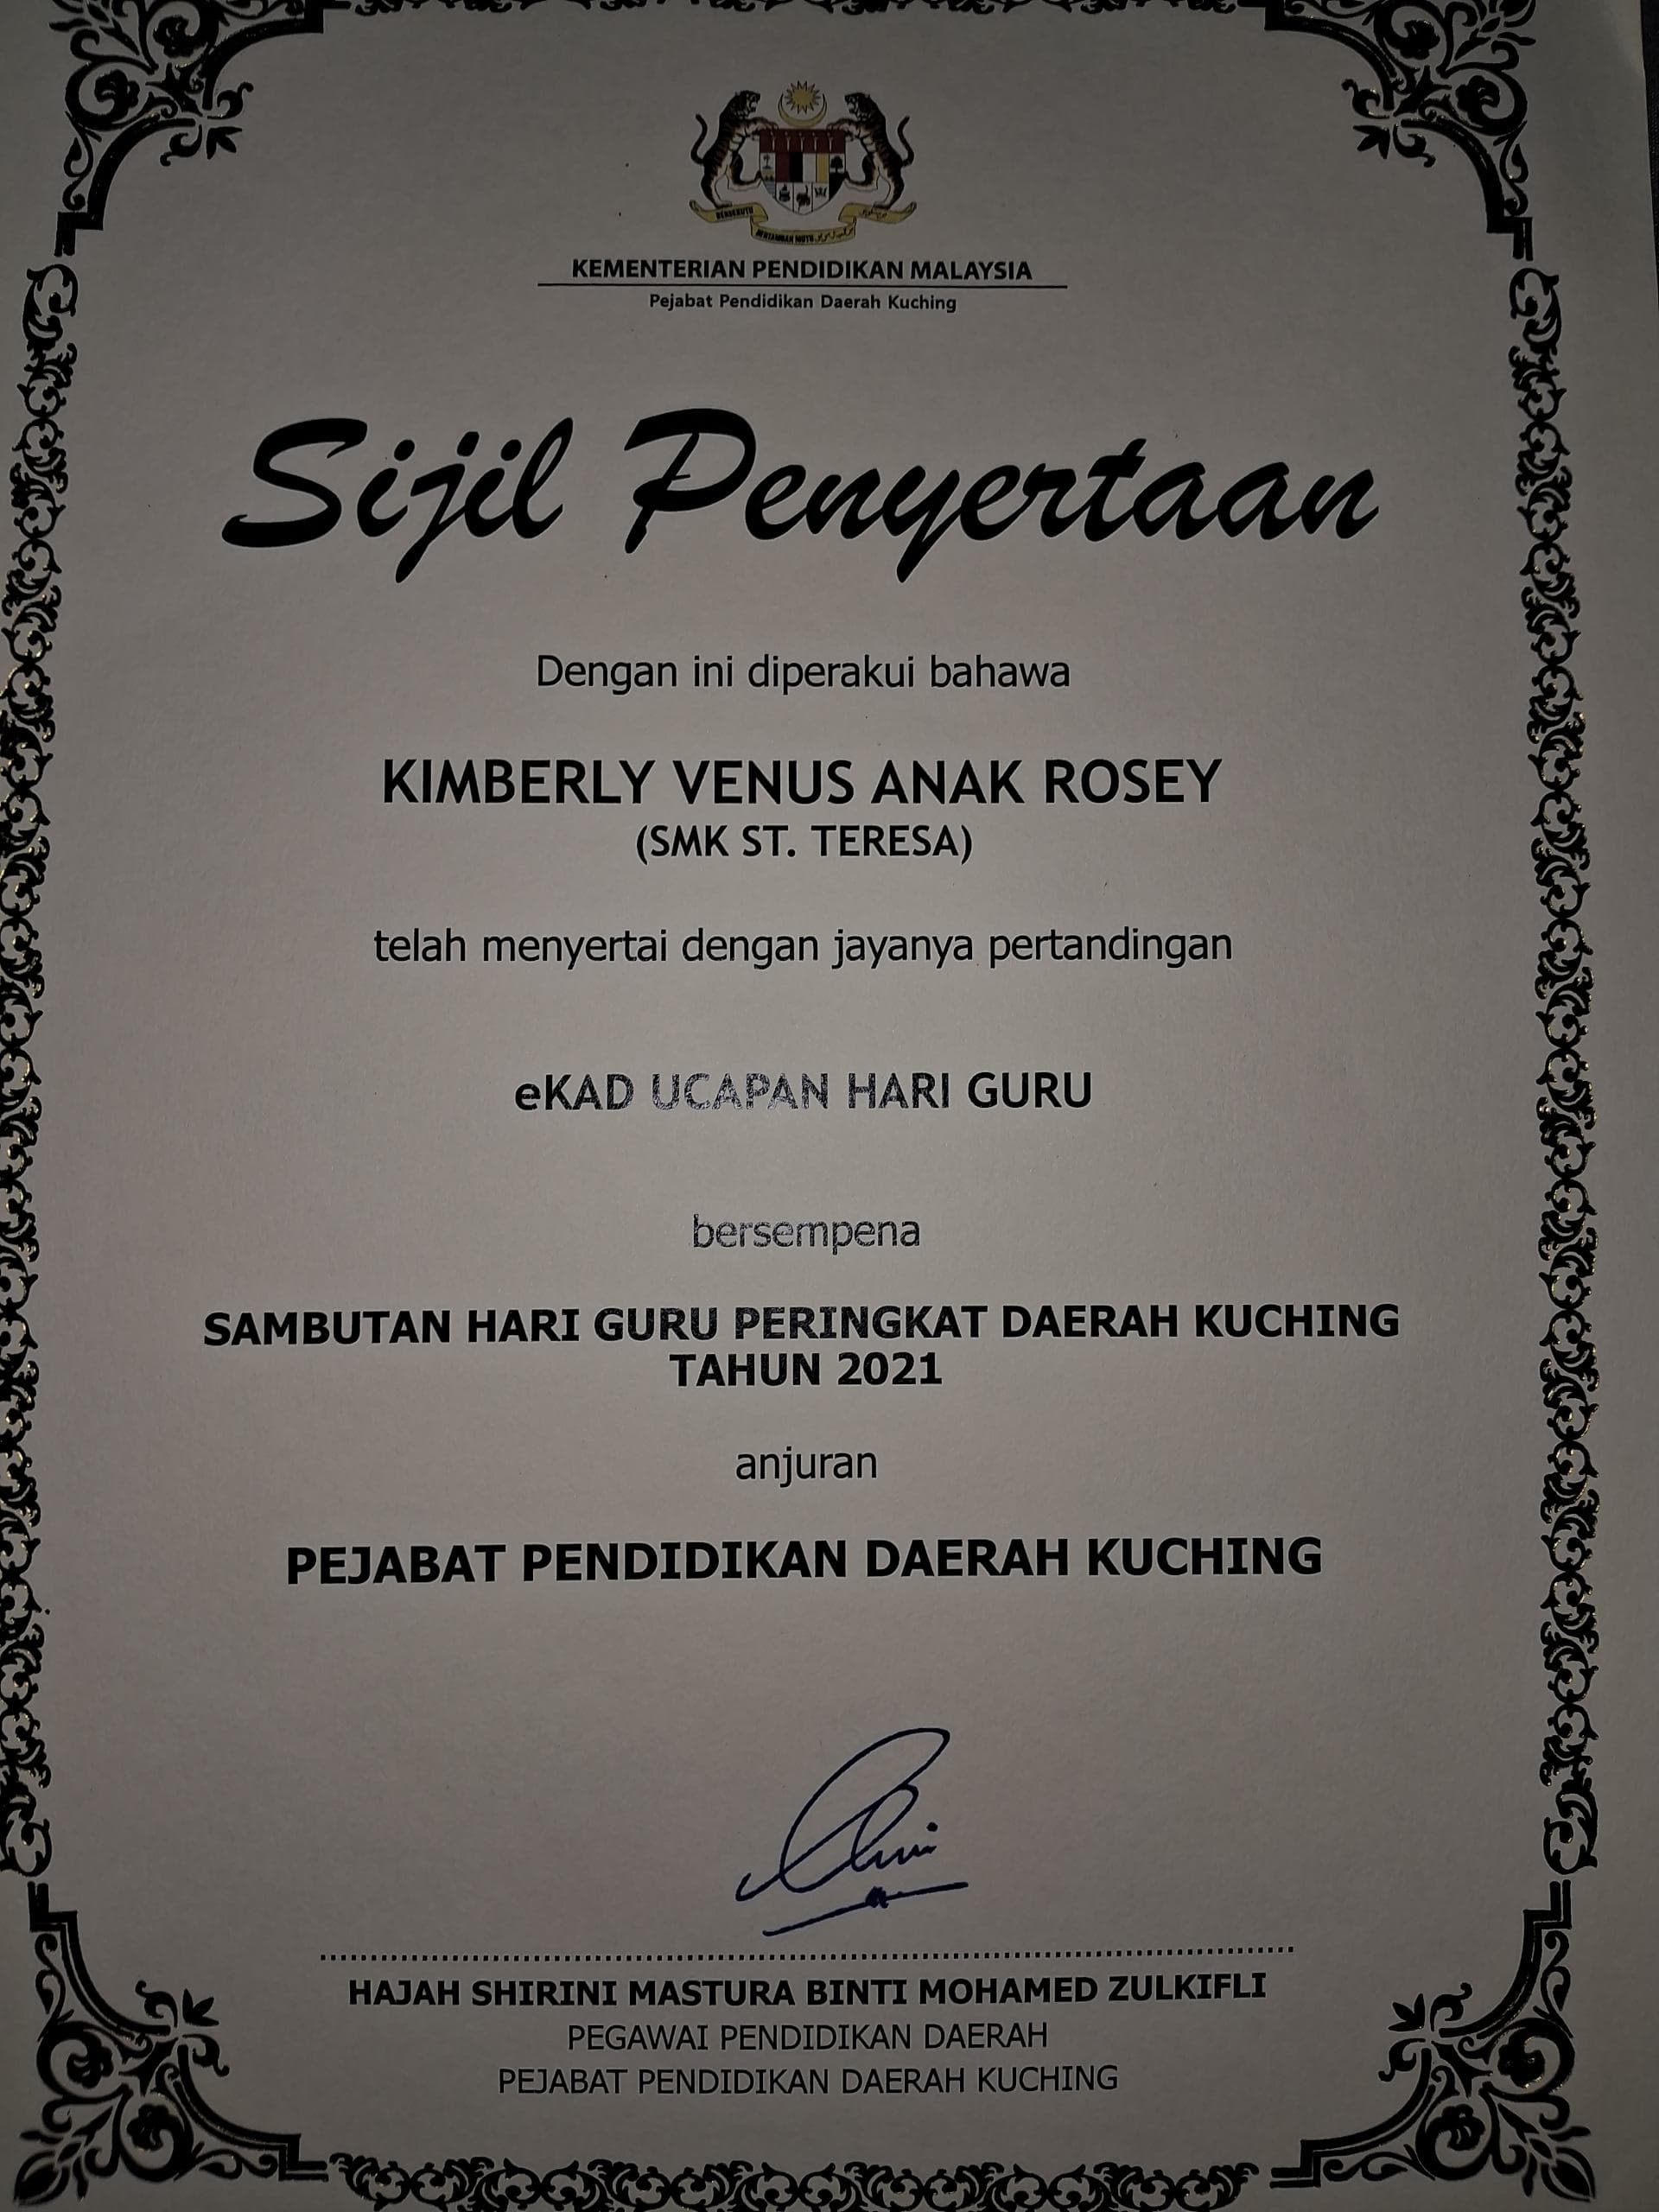 BERSEKUTU
BERTAMBAH MUTU
KEMENTERIAN PENDIDIKAN MALAYSIA
Pejabat Pendidikan Daerah Kuching
Sijil Penyertaan
Dengan ini diperakui bahawa
KIMBERLY VENUS ANAK ROSEY
(SMK ST. TERESA)
telah menyertai dengan jayanya pertandingan
eKAD UCAPAN HARI GURU
bersempena
SAMBUTAN HARI GURU PERINGKAT DAERAH KUCHING
TAHUN 2021
anjuran
PEJABAT PENDIDIKAN DAERAH KUCHING
HAJAH SHIRINI MASTURA BINTI MOHAMED ZULKIFLI
PEGAWAI PENDIDIKAN DAERAH
PEJABAT PENDIDIKAN DAERAH KUCHING